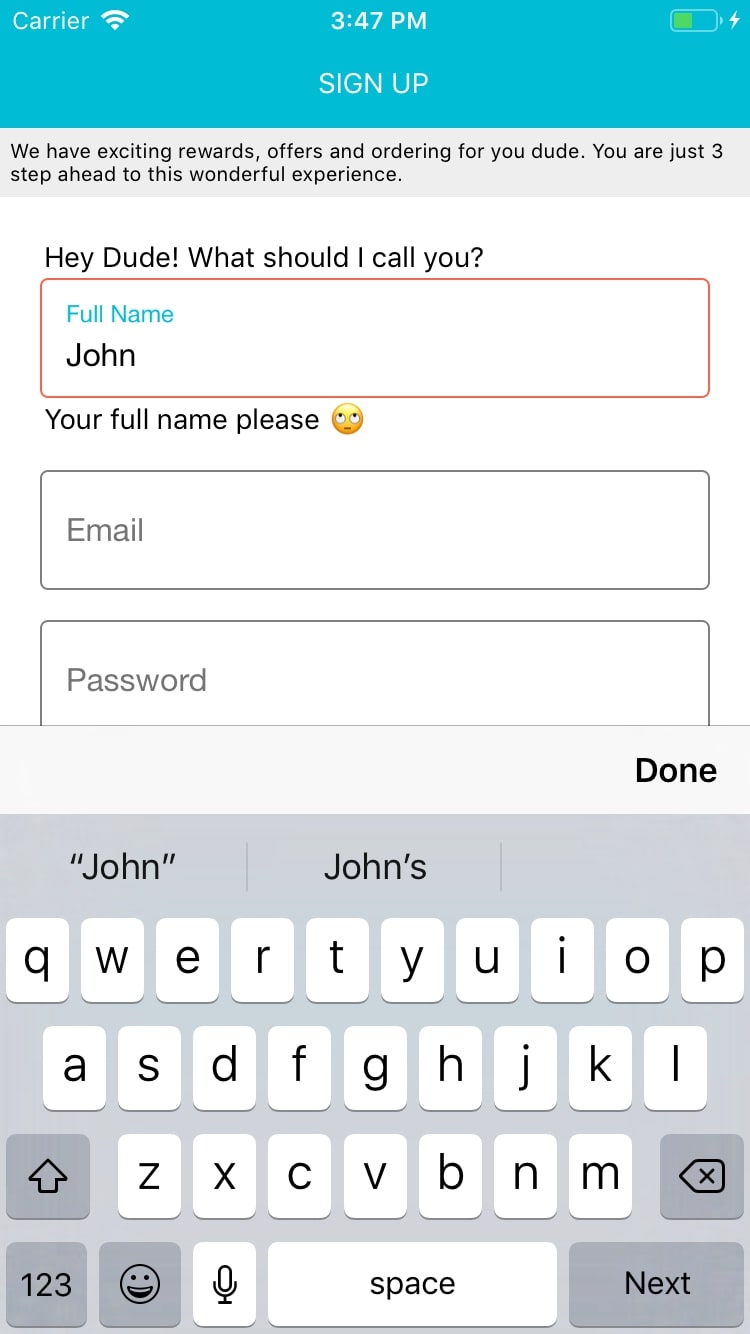 Carrier 3:47 PM
SIGN UP
We have exciting rewards, offers and ordering for you dude. You are just 3
step ahead to this wonderful experience.
Hey Dude! What should I call you?
Full Name
John
Your full name please 🙄
Email
Password
Done
“John” John’s
q w e r t y u i o p
a s d f g h j k l
z x c v b n m
123 space Next